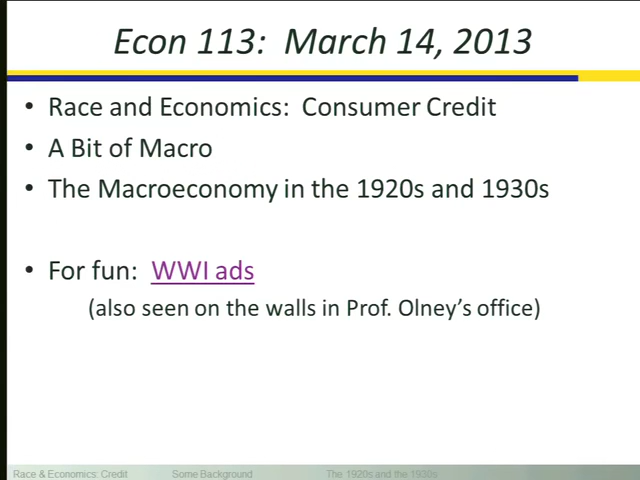 Econ 113:  March 14, 2013
• Race and Economics:  Consumer Credit
• A Bit of Macro
• The Macroeconomy in the 1920s and 1930s
• For fun:  WWI ads
(also seen on the walls in Prof. Olney's office)
Race & Economics: Credit Some Background The 1920s and the 1930s